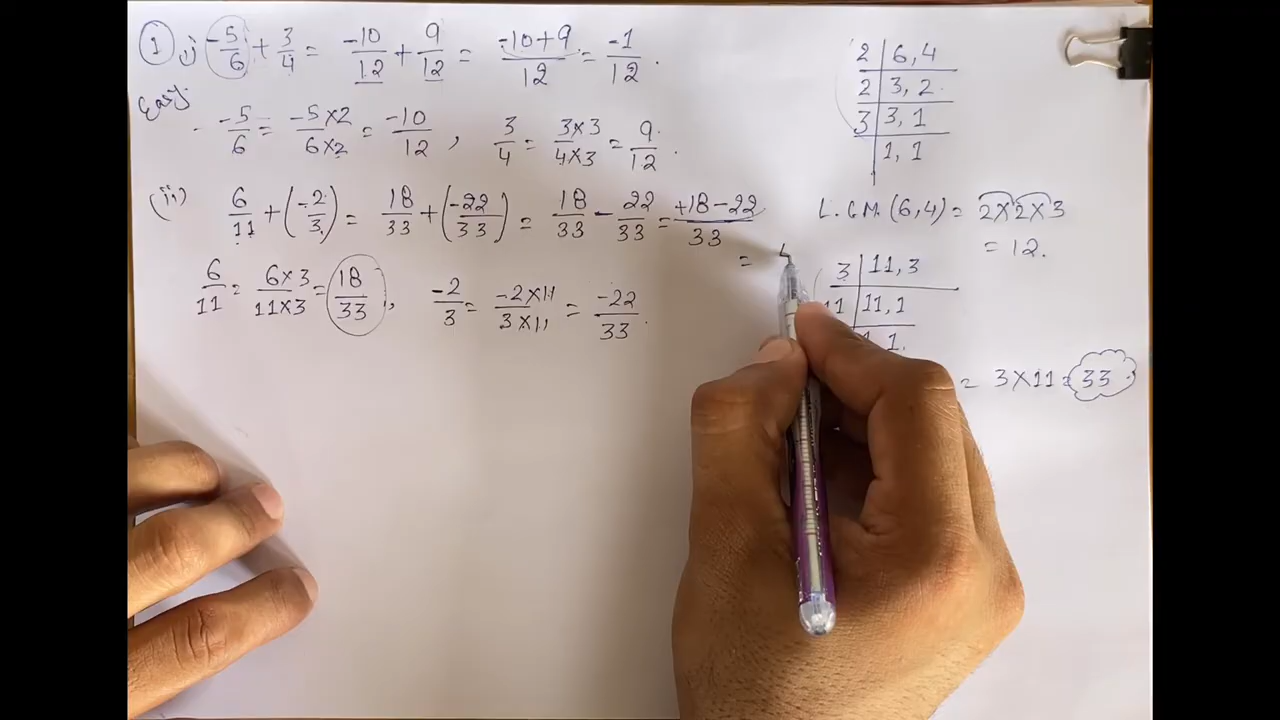 ① i) -5/6 + 3/4 = -10/12 + 9/12 = -10+9/12 = -1/12 .
Easy.
-5/6 = -5×2/6×2 = -10/12 , 3/4 = 3×3/4×3 = 9/12 .
(ii) 6/11 + (-2/3) = 18/33 + (-22/33) = 18/33 - 22/33 = +18-22/33
=
6/11 = 6×3/11×3 = 18/33 , -2/3 = -2×11/3×11 = -22/33 .
2 | 6, 4
2 | 3, 2
3 | 3, 1
| 1, 1
L.C.M. (6,4) = 2×2×3
= 12.
3 | 11, 3
11 | 11, 1
1.
= 3×11 = 33